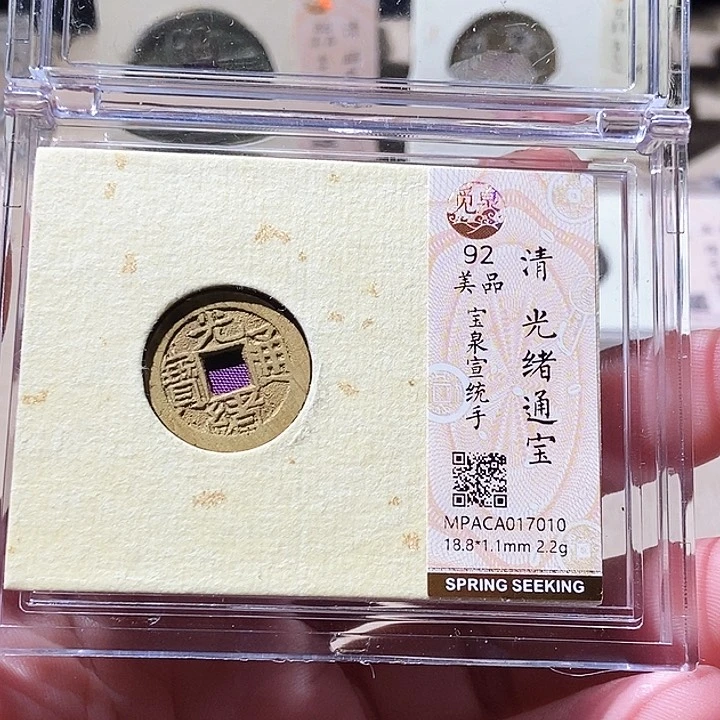 觅泉
92
美品
清 光绪通宝
宝泉宣统手
MPACA017010
18.8*1.1mm 2.2g
SPRING SEEKING
光緒通寶